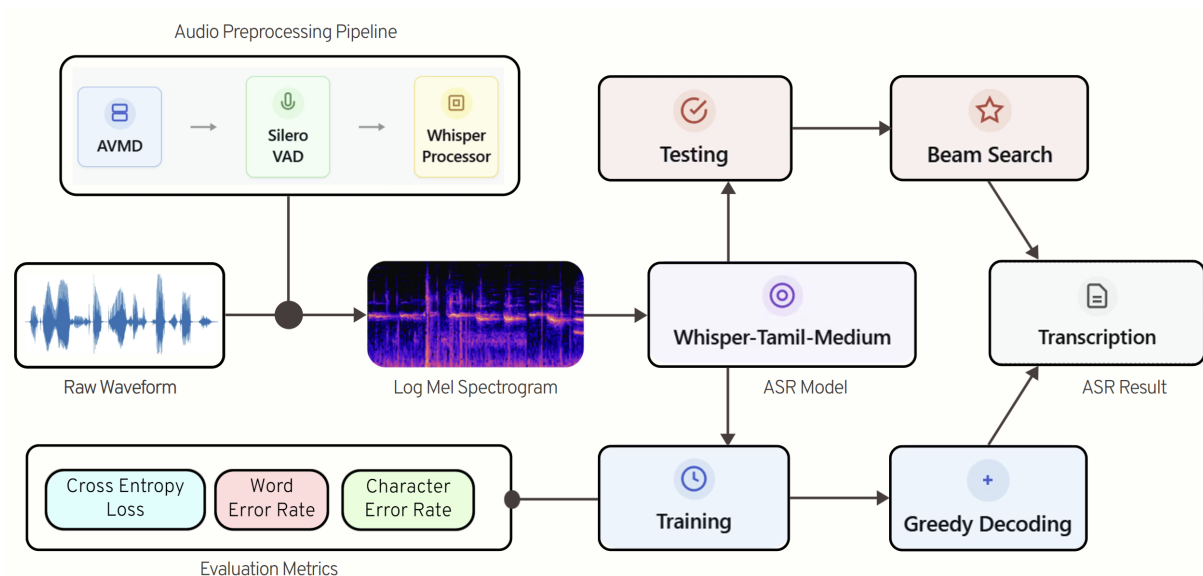 Audio Preprocessing Pipeline
AVMD
Silero
VAD
Whisper
Processor
Testing
Beam Search
Raw Waveform
Log Mel Spectrogram
Whisper-Tamil-Medium
ASR Model
Transcription
ASR Result
Cross Entropy
Loss
Word
Error Rate
Character
Error Rate
Evaluation Metrics
Training
Greedy Decoding